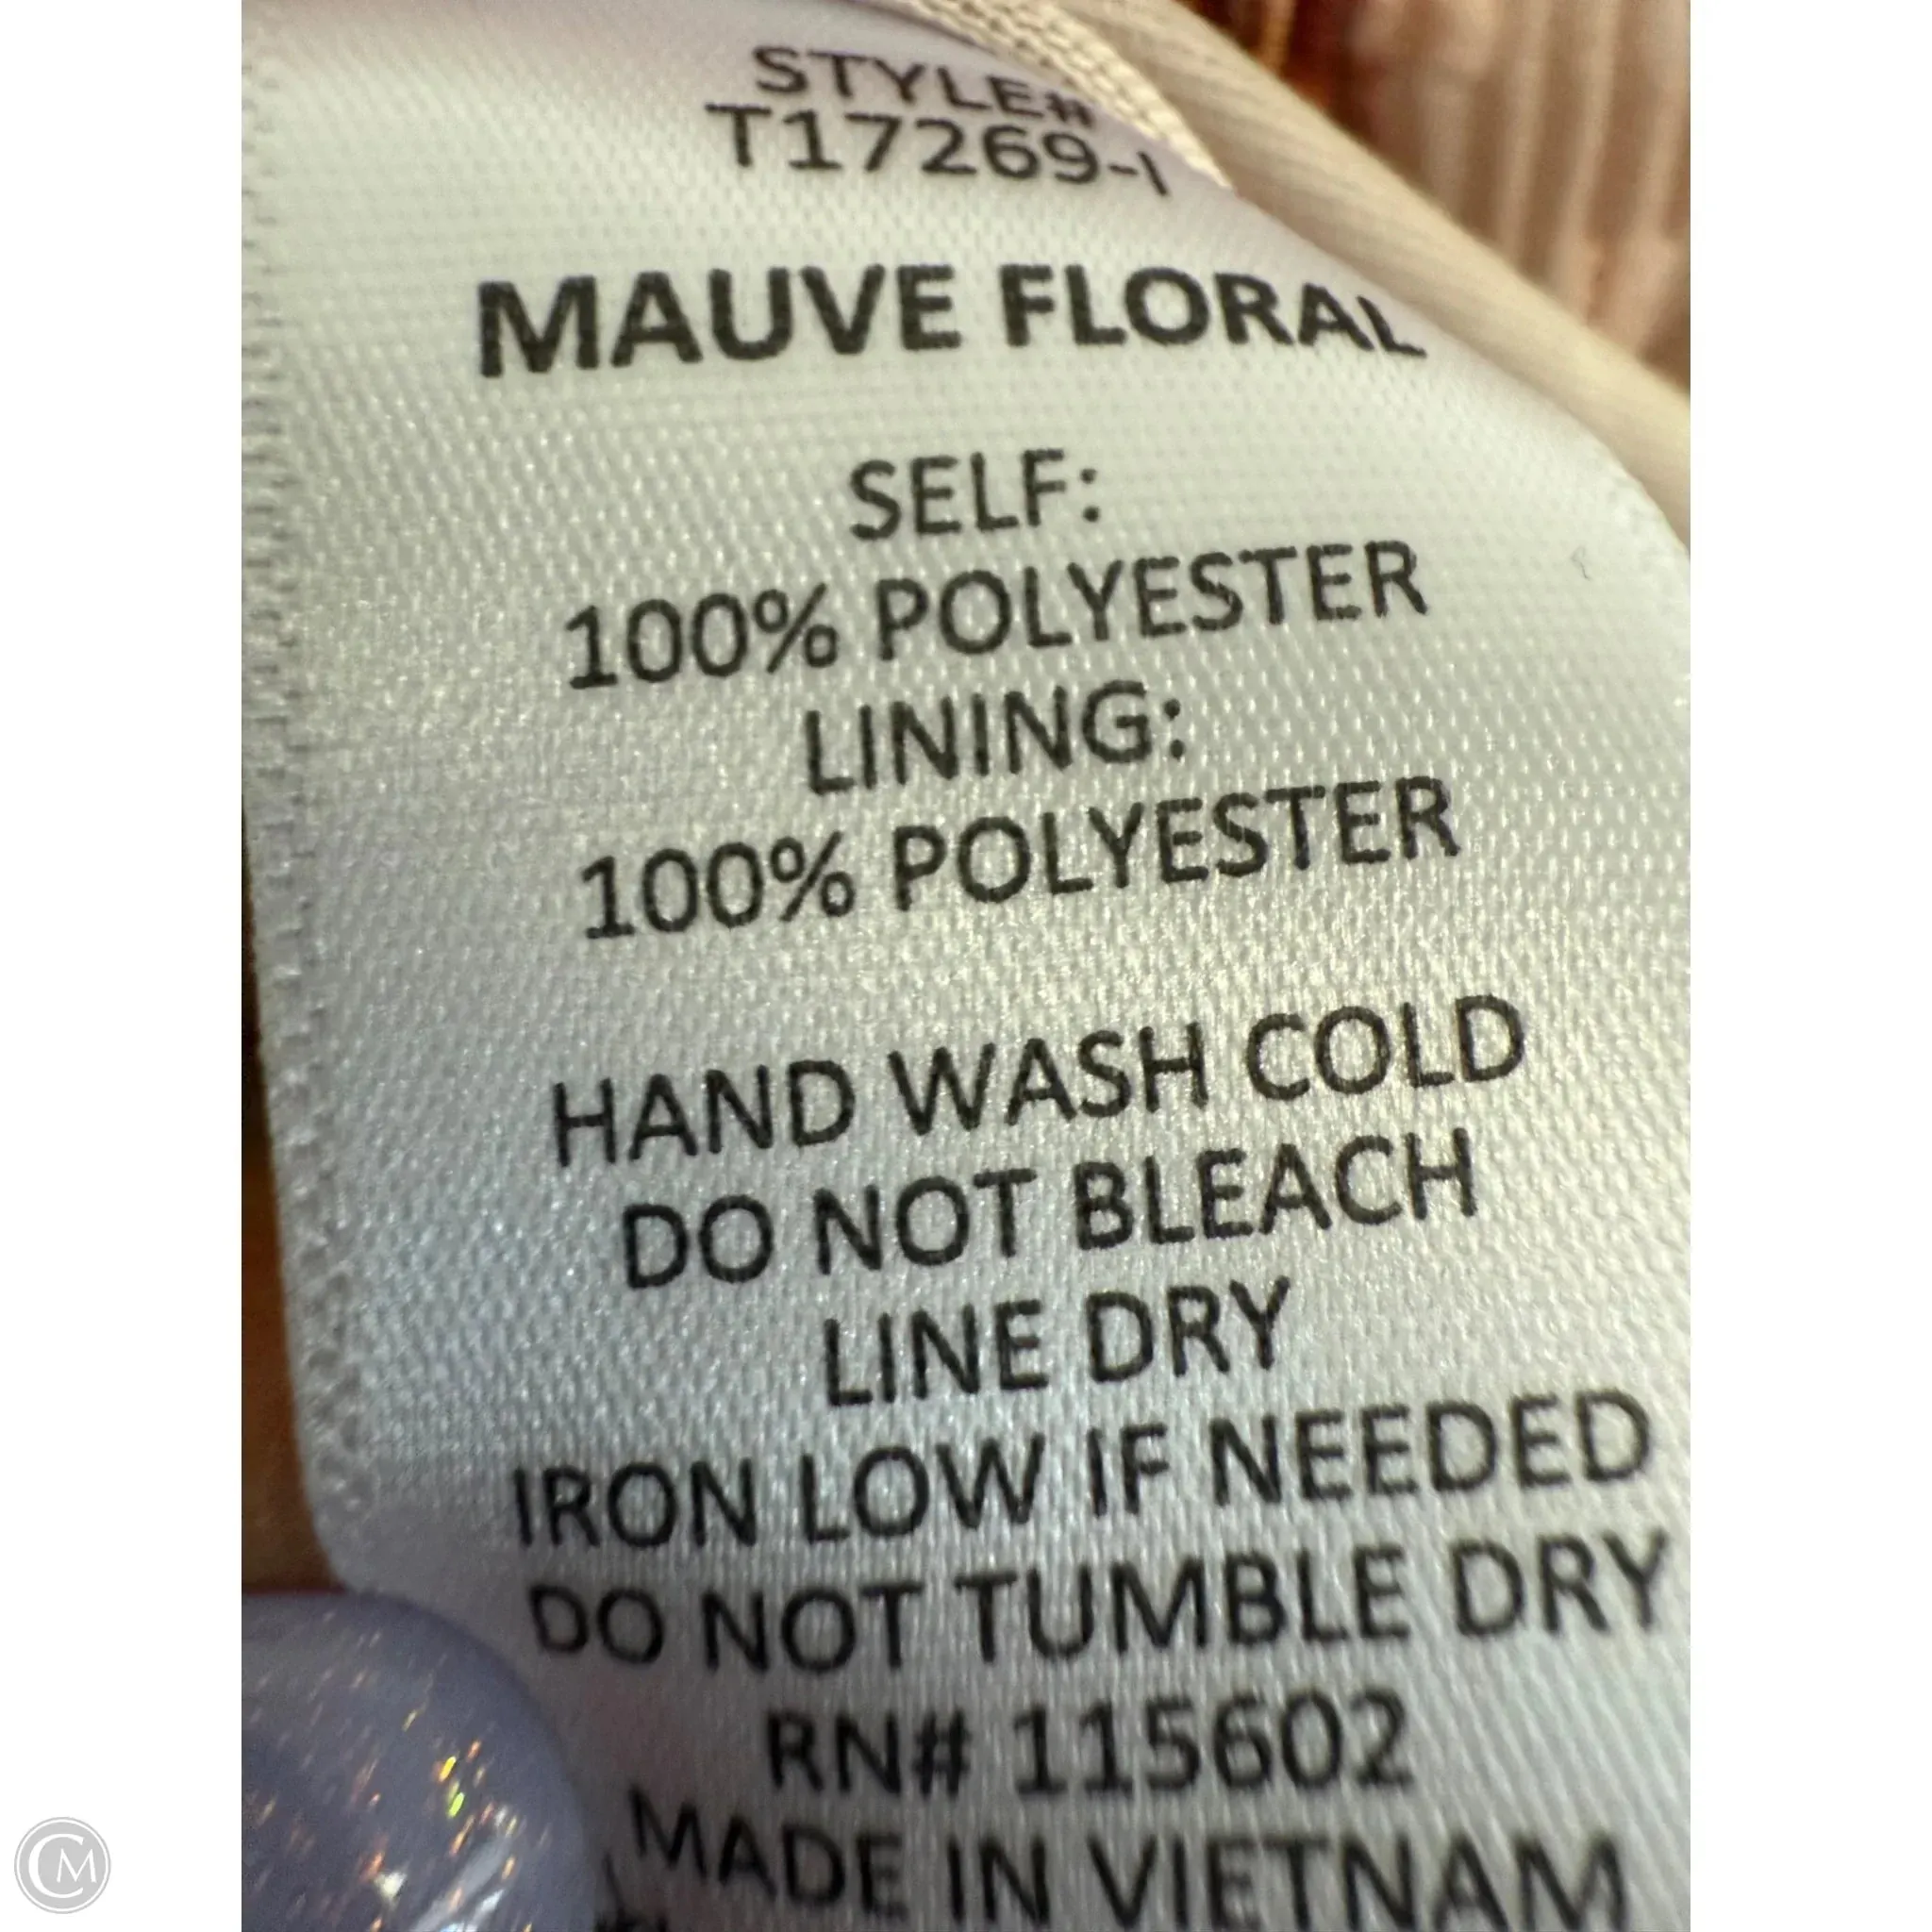 STYLE#
T17269-I
MAUVE FLORAL
SELF:
100% POLYESTER
LINING:
100% POLYESTER
HAND WASH COLD
DO NOT BLEACH
LINE DRY
IRON LOW IF NEEDED
DO NOT TUMBLE DRY
RN# 115602
MADE IN VIETNAM
CM